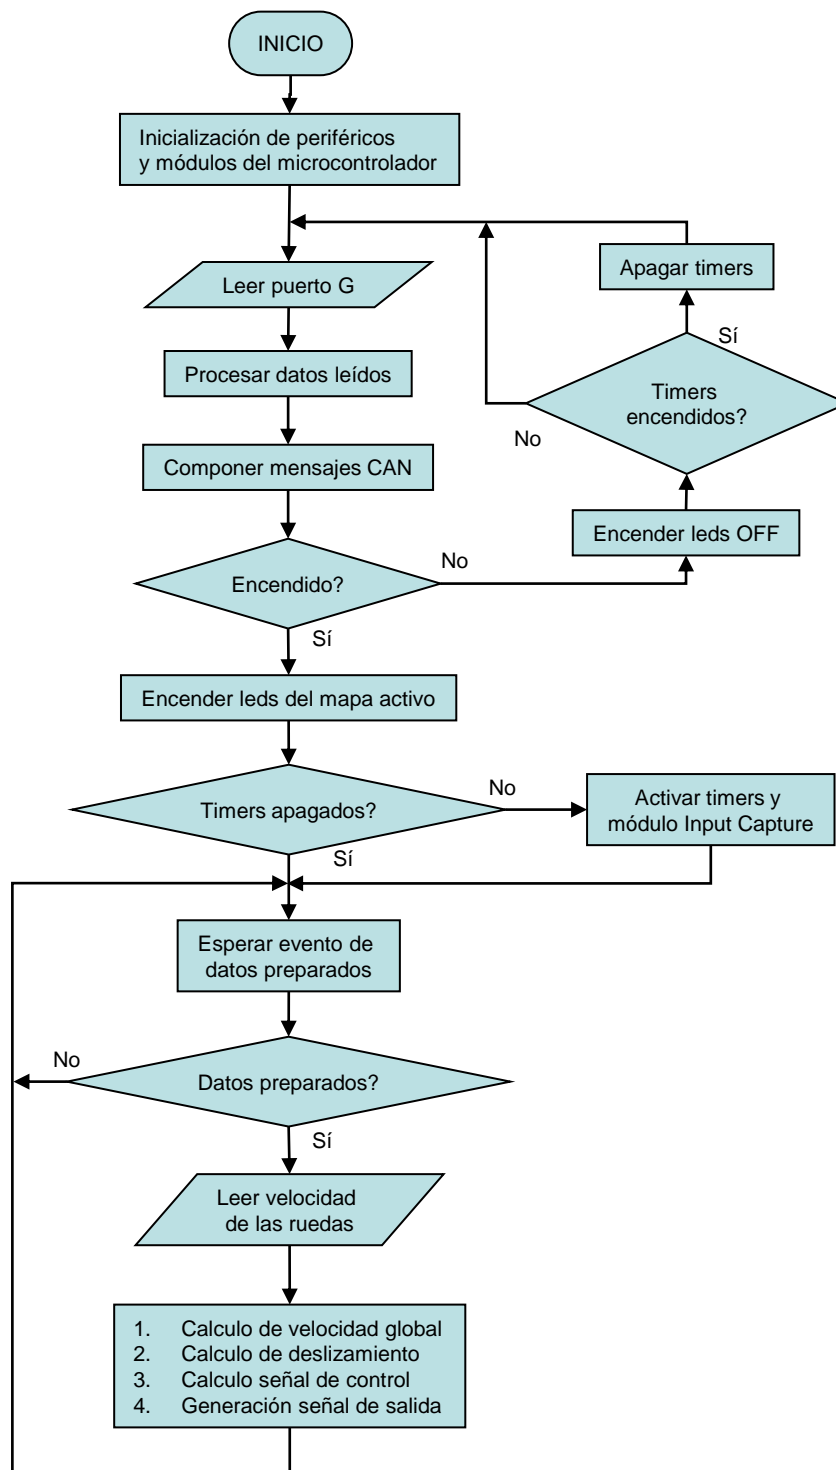 INICIO
Inicialización de periféricos
y módulos del microcontrolador
Leer puerto G
Procesar datos leídos
Componer mensajes CAN
Encendido?
No
Encender leds OFF
Timers
encendidos?
No
Sí
Apagar timers
Sí
Encender leds del mapa activo
Timers apagados?
No
Activar timers y
módulo Input Capture
Sí
Esperar evento de
datos preparados
Datos preparados?
No
Sí
Leer velocidad
de las ruedas
1. Calculo de velocidad global
2. Calculo de deslizamiento
3. Calculo señal de control
4. Generación señal de salida